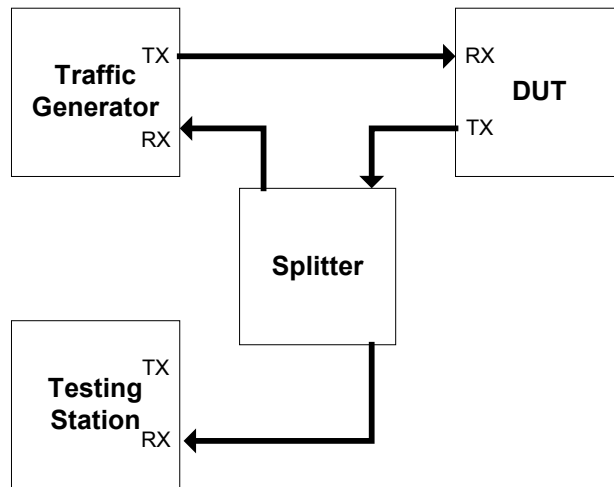 TX
Traffic
Generator
RX
RX
DUT
TX
Splitter
TX
Testing
Station
RX